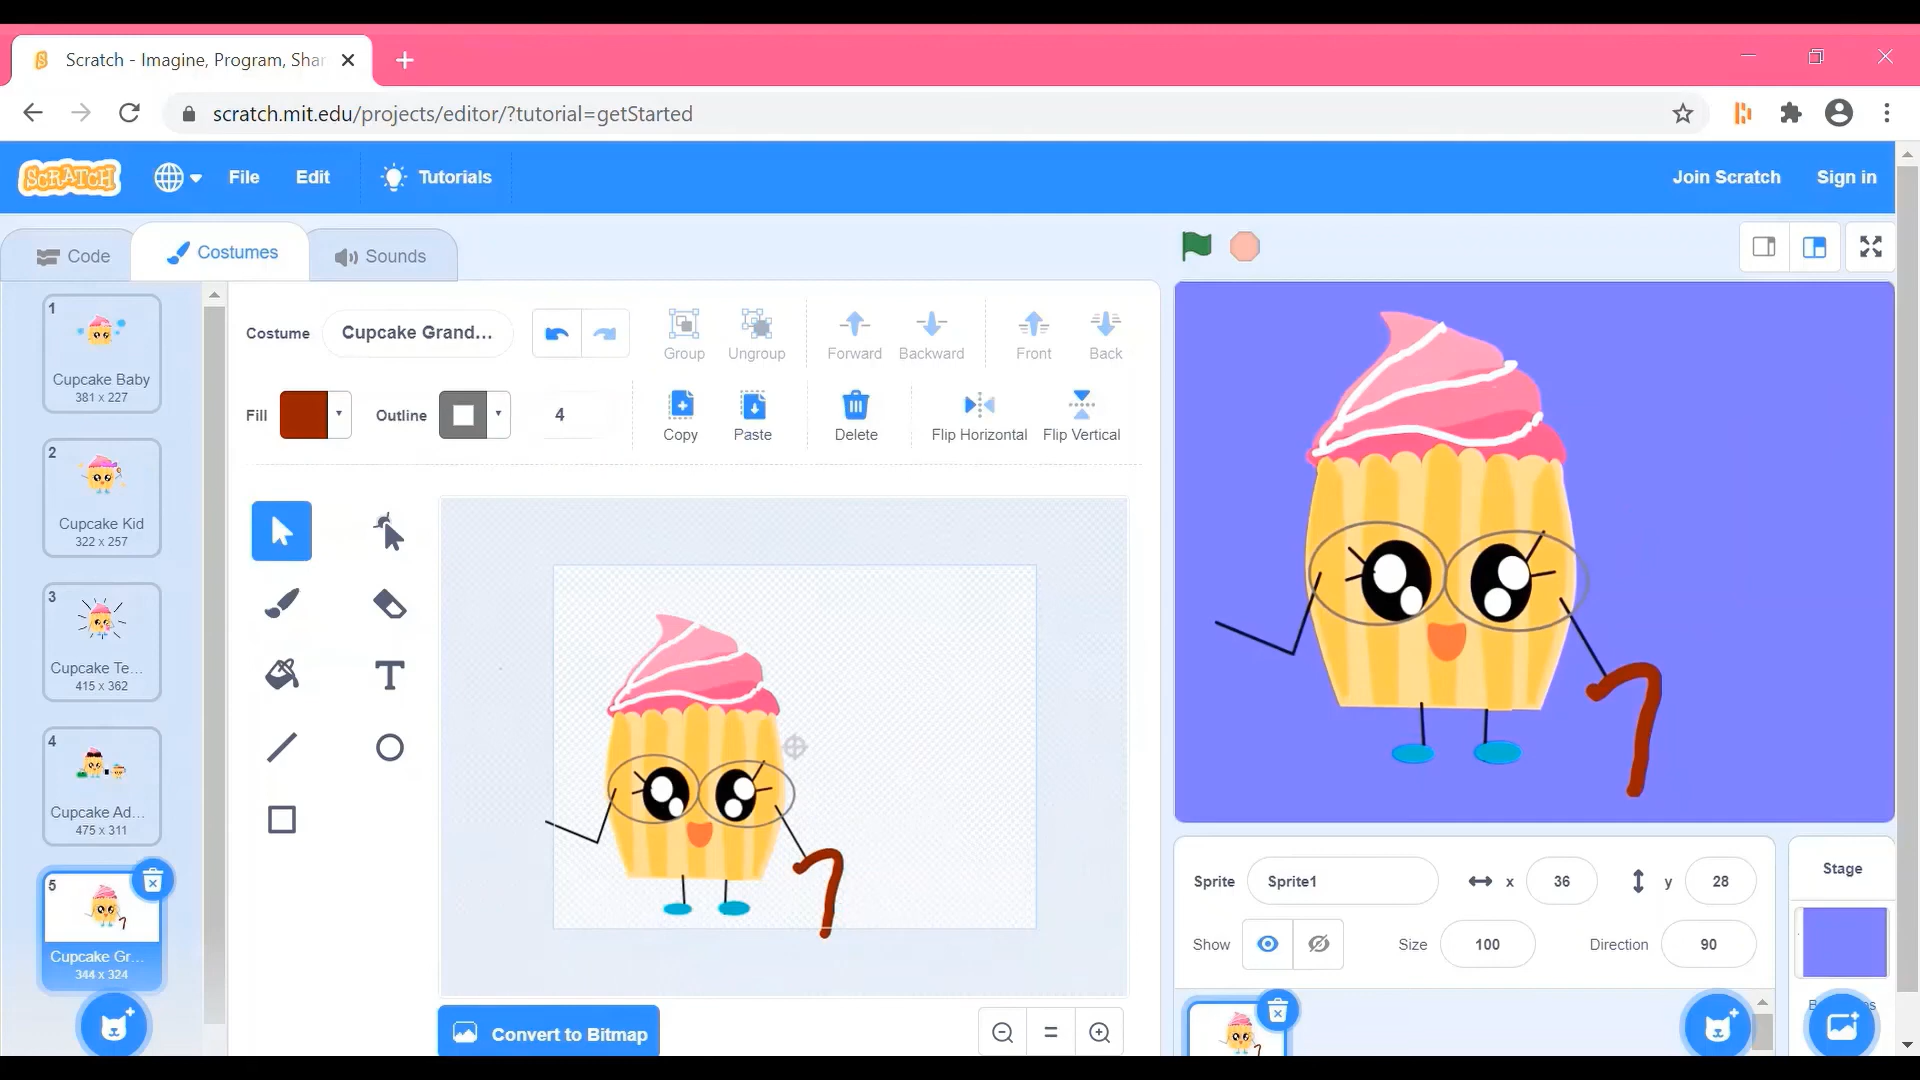 Scratch - Imagine, Program, Shar
scratch.mit.edu/projects/editor/?tutorial=getStarted
SCRATCH File Edit Tutorials Join Scratch Sign in
Code Costumes Sounds
1
Cupcake Baby
381 x 227
2
Cupcake Kid
322 x 257
3
Cupcake Te...
415 x 362
4
Cupcake Ad...
475 x 311
5
Cupcake Gr...
344 x 324
Costume Cupcake Grand...
Group Ungroup Forward Backward Front Back
Fill Outline 4
Copy Paste Delete Flip Horizontal Flip Vertical
Convert to Bitmap
Sprite Sprite1 x 36 y 28
Show Size 100 Direction 90
Stage